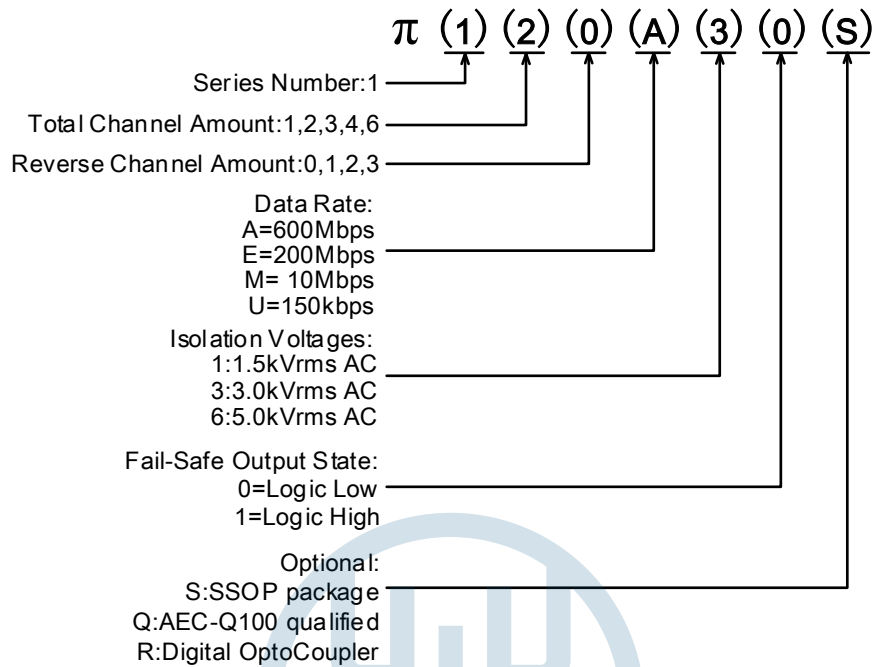 π (1) (2) (0) (A) (3) (0) (S)
Series Number:1
Total Channel Amount:1,2,3,4,6
Reverse Channel Amount:0,1,2,3
Data Rate:
A=600Mbps
E=200Mbps
M= 10Mbps
U=150kbps
Isolation Voltages:
1:1.5kVrms AC
3:3.0kVrms AC
6:5.0kVrms AC
Fail-Safe Output State:
0=Logic Low
1=Logic High
Optional:
S:SSOP package
Q:AEC-Q100 qualified
R:Digital OptoCoupler